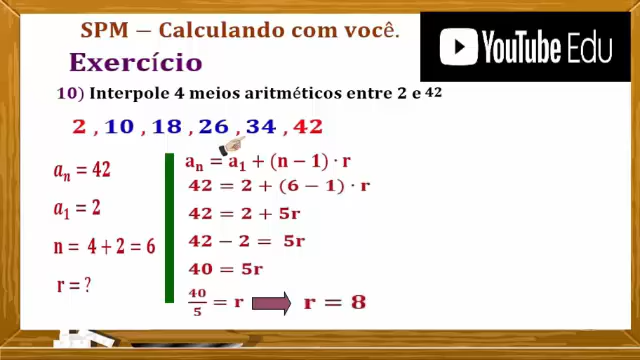 SPM – Calculando com você.
YouTube Edu
Exercício
10) Interpole 4 meios aritméticos entre 2 e 42
2 , 10 , 18 , 26 , 34 , 42
aₙ = 42
a₁ = 2
n = 4 + 2 = 6
r = ?
aₙ = a₁ + (n − 1) · r
42 = 2 + (6 − 1) · r
42 = 2 + 5r
42 − 2 = 5r
40 = 5r
40/5 = r ⟹ r = 8